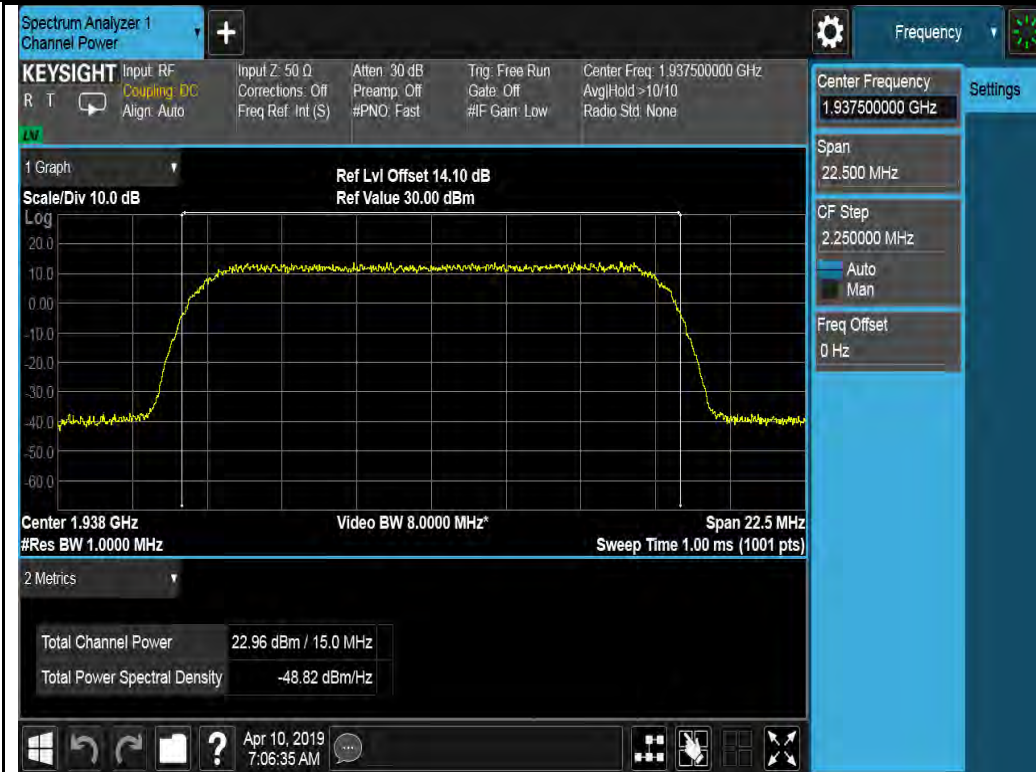 Spectrum Analyzer 1
Channel Power
+
Frequency
KEYSIGHT
R T
LNI
Input: RF
Coupling: DC
Align: Auto
Input Z: 50 Ω
Corrections: Off
Freq Ref: Int (S)
Atten: 30 dB
Preamp: Off
#PNO: Fast
Trig: Free Run
Gate: Off
#IF Gain: Low
Center Freq: 1.937500000 GHz
Avg|Hold >10/10
Radio Std: None
Center Frequency
1.937500000 GHz
Settings
Span
22.500 MHz
CF Step
2.250000 MHz
Auto
Man
Freq Offset
0 Hz
1 Graph
Scale/Div 10.0 dB
Ref Lvl Offset 14.10 dB
Ref Value 30.00 dBm
Log
20.0
10.0
0.00
-10.0
-20.0
-30.0
-40.0
-50.0
-60.0
Center 1.938 GHz
#Res BW 1.0000 MHz
Video BW 8.0000 MHz*
Span 22.5 MHz
Sweep Time 1.00 ms (1001 pts)
2 Metrics
Total Channel Power 22.96 dBm / 15.0 MHz
Total Power Spectral Density -48.82 dBm/Hz
?
Apr 10, 2019
7:06:35 AM